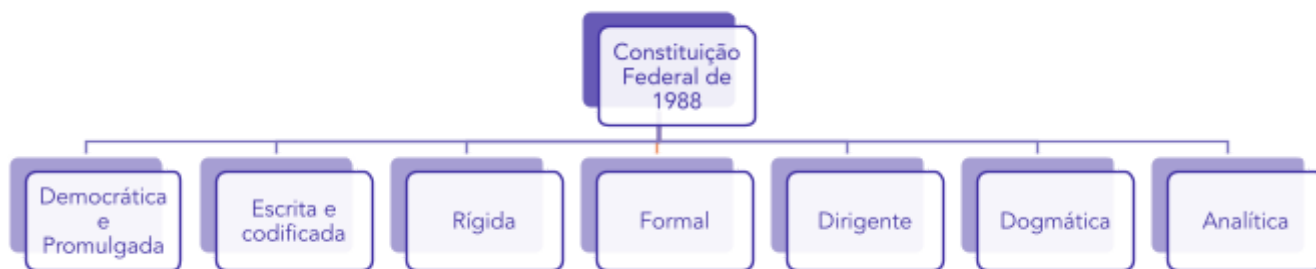 Constituição
Federal de
1988
Democrática
e
Promulgada
Escrita e
codificada
Rígida
Formal
Dirigente
Dogmática
Analítica